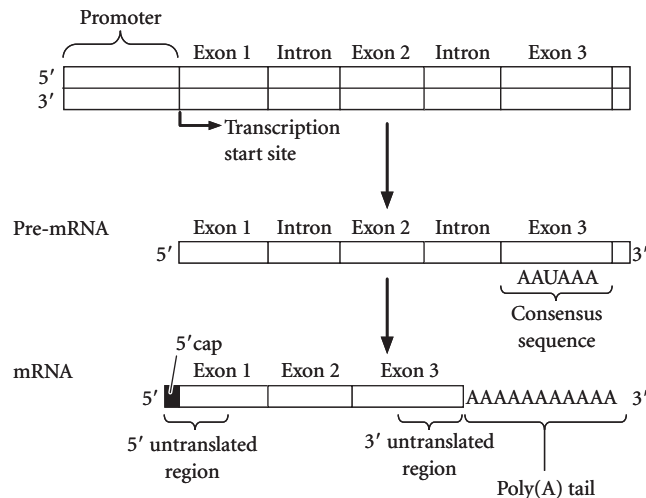 Promoter
Exon 1 Intron Exon 2 Intron Exon 3
5′
3′
Transcription
start site
Pre-mRNA
Exon 1 Intron Exon 2 Intron Exon 3
5′ 3′
AAUAAA
Consensus
sequence
5′cap
mRNA
Exon 1 Exon 2 Exon 3
5′ AAAAAAAAAAA 3′
5′ untranslated
region
3′ untranslated
region
Poly(A) tail